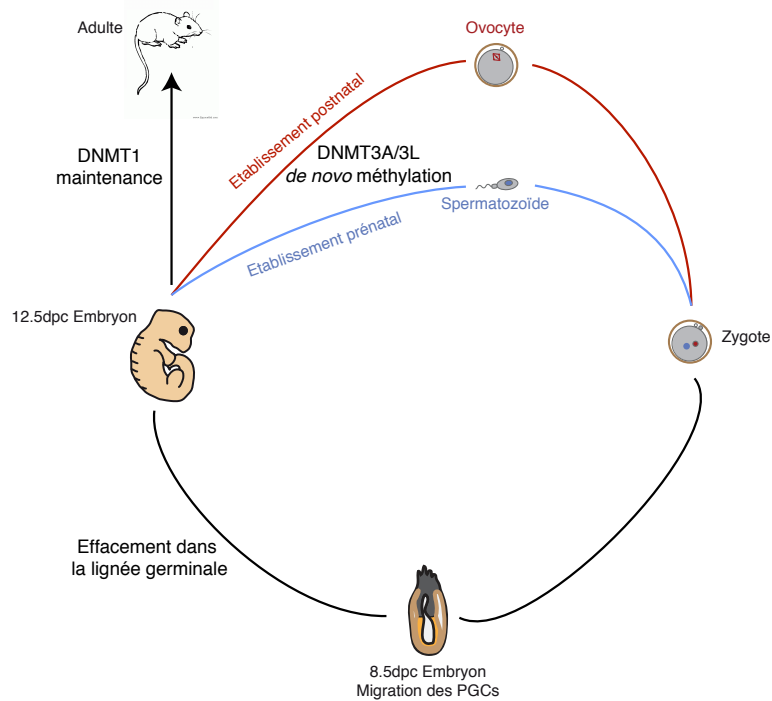 Adulte
Ovocyte
Etablissement postnatal
DNMT1
maintenance
DNMT3A/3L
de novo méthylation
Spermatozoïde
Etablissement prénatal
12.5dpc Embryon
Zygote
Effacement dans
la lignée germinale
8.5dpc Embryon
Migration des PGCs